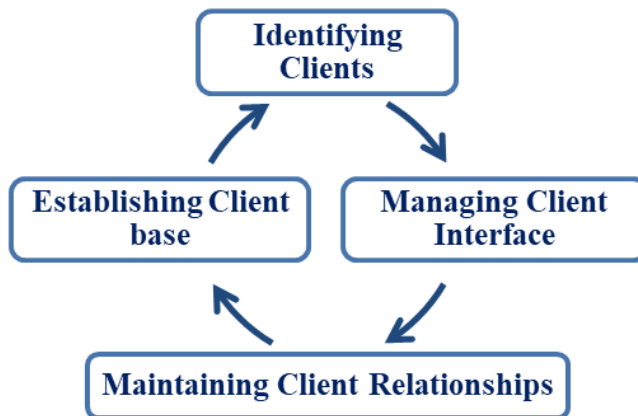 Identifying
Clients
Establishing Client
base
Managing Client
Interface
Maintaining Client Relationships